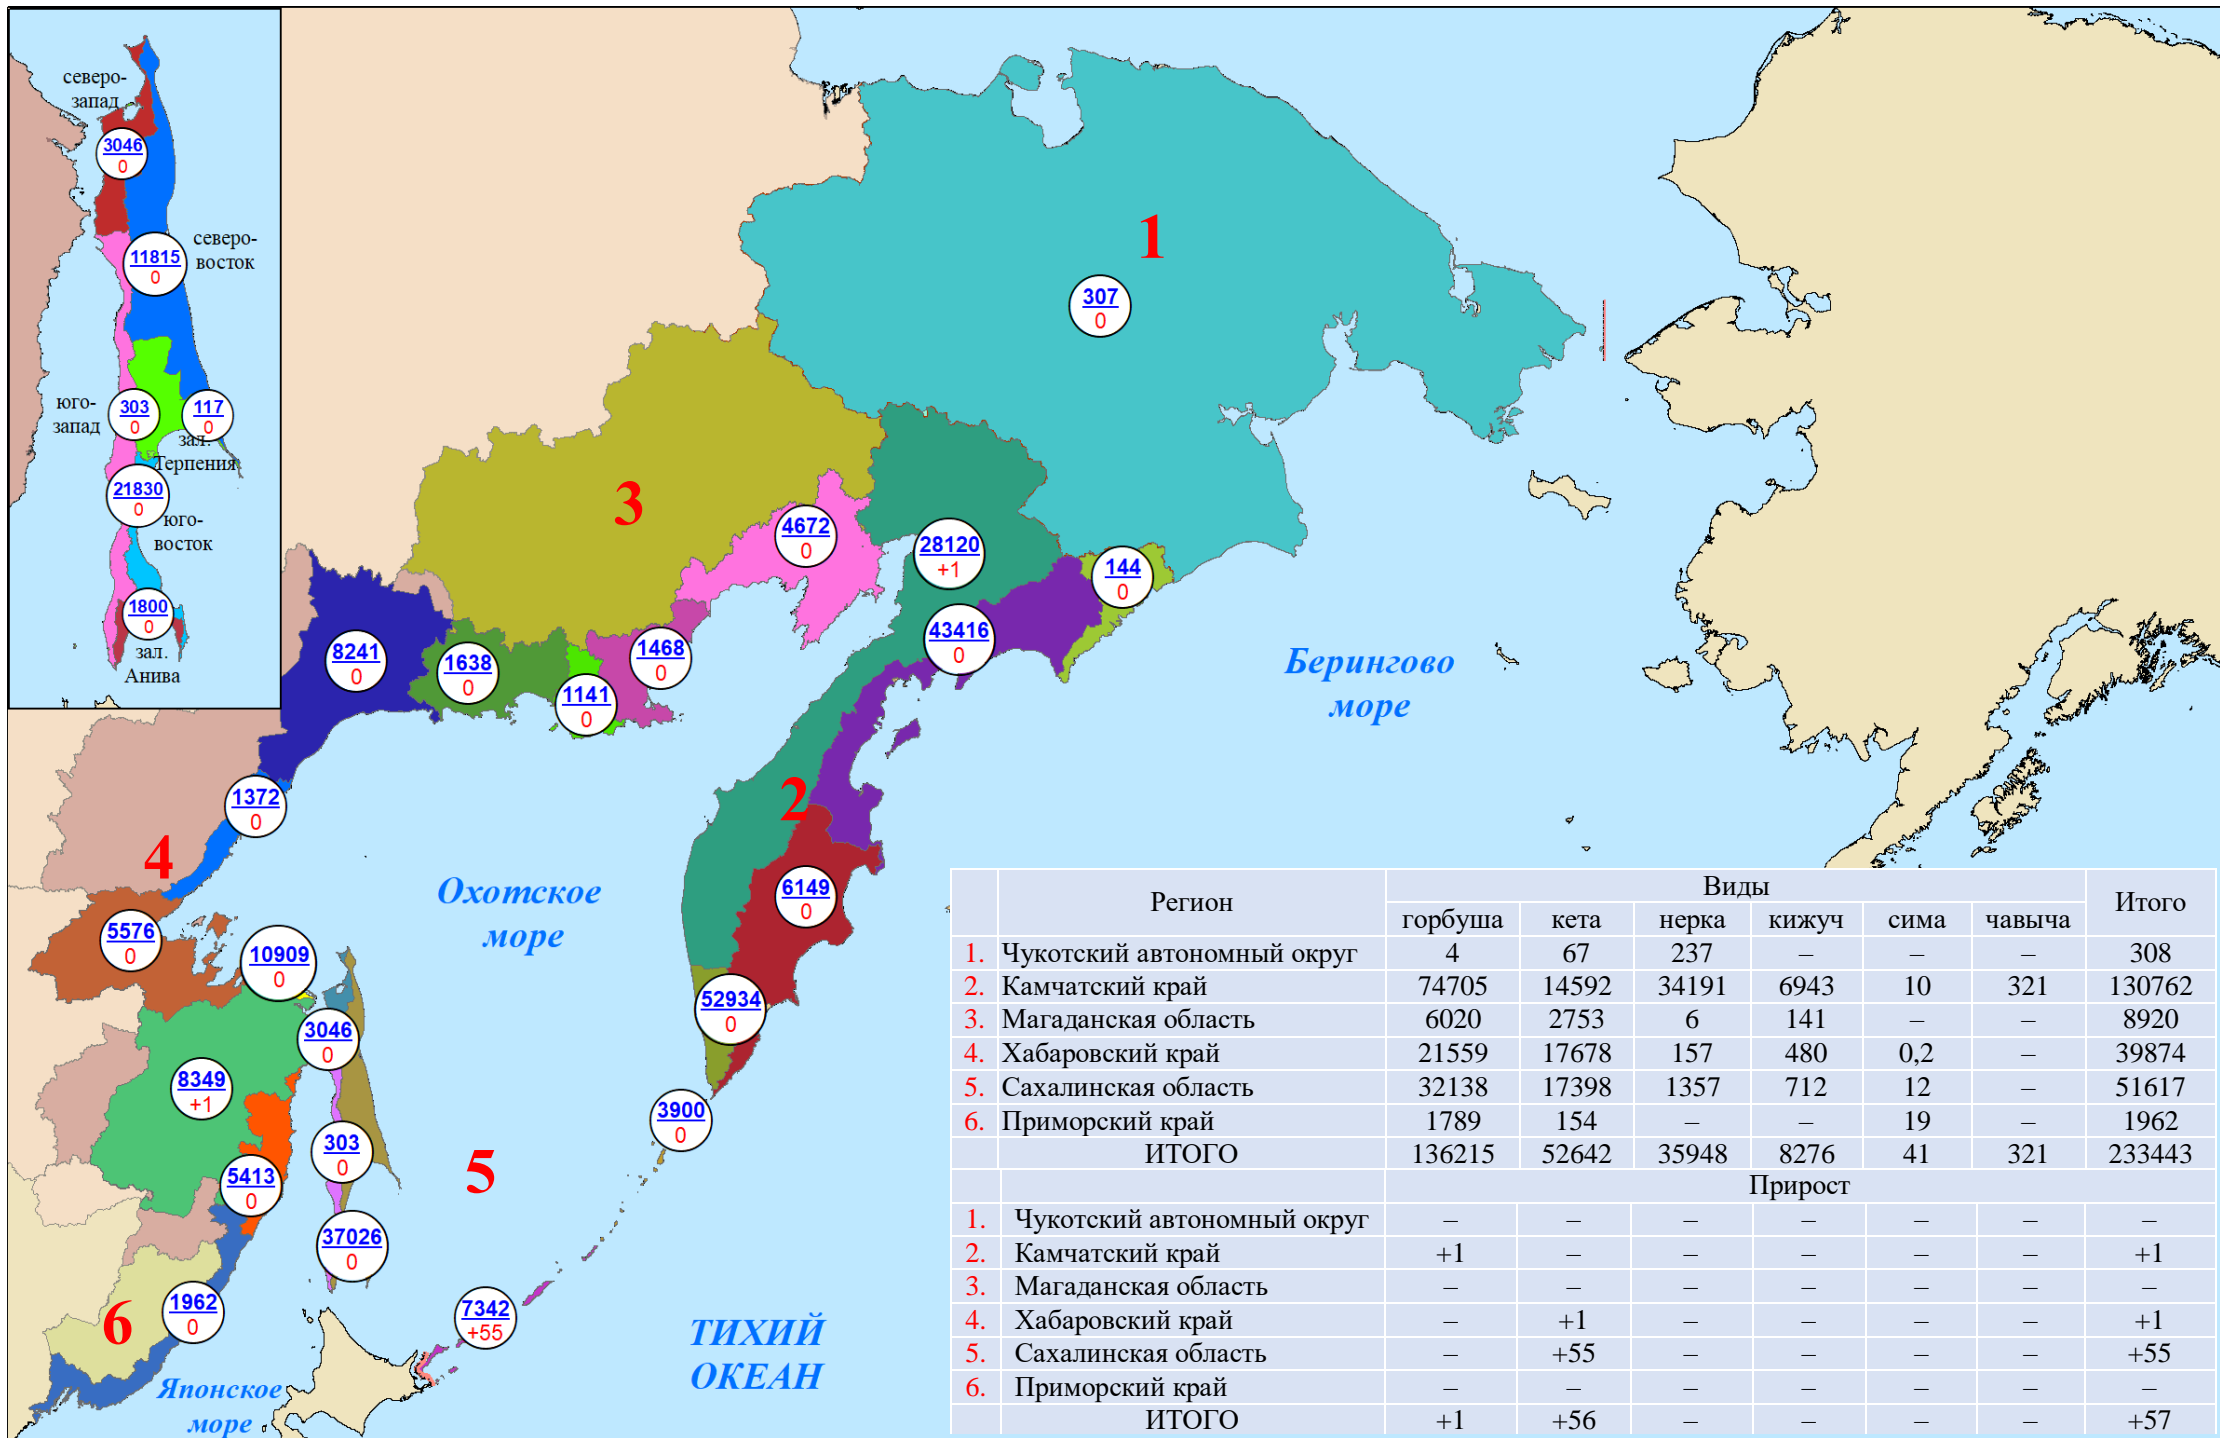 северо-
запад
3046
0
северо-
восток
11815
0
юго-
запад
303
0
117
0
зал.
Терпения
21830
0
юго-
восток
1800
0
зал.
Анива
1
307
0
3
4672
0
28120
+1
144
0
43416
0
8241
0
1638
0
1141
0
1468
0
Берингово
море
1372
0
4
2
Охотское
море
6149
0
5576
0
10909
0
52934
0
3046
0
8349
+1
3900
0
303
0
5
5413
0
37026
0
6
1962
0
7342
+55
ТИХИЙ
ОКЕАН
Японское
море
Регион Виды Итого
горбуша кета нерка кижуч сима чавыча
1. Чукотский автономный округ 4 67 237 – – – 308
2. Камчатский край 74705 14592 34191 6943 10 321 130762
3. Магаданская область 6020 2753 6 141 – – 8920
4. Хабаровский край 21559 17678 157 480 0,2 – 39874
5. Сахалинская область 32138 17398 1357 712 12 – 51617
6. Приморский край 1789 154 – – 19 – 1962
ИТОГО 136215 52642 35948 8276 41 321 233443
Прирост
1. Чукотский автономный округ – – – – – – –
2. Камчатский край +1 – – – – – +1
3. Магаданская область – – – – – – –
4. Хабаровский край – +1 – – – – +1
5. Сахалинская область – +55 – – – – +55
6. Приморский край – – – – – – –
ИТОГО +1 +56 – – – – +57